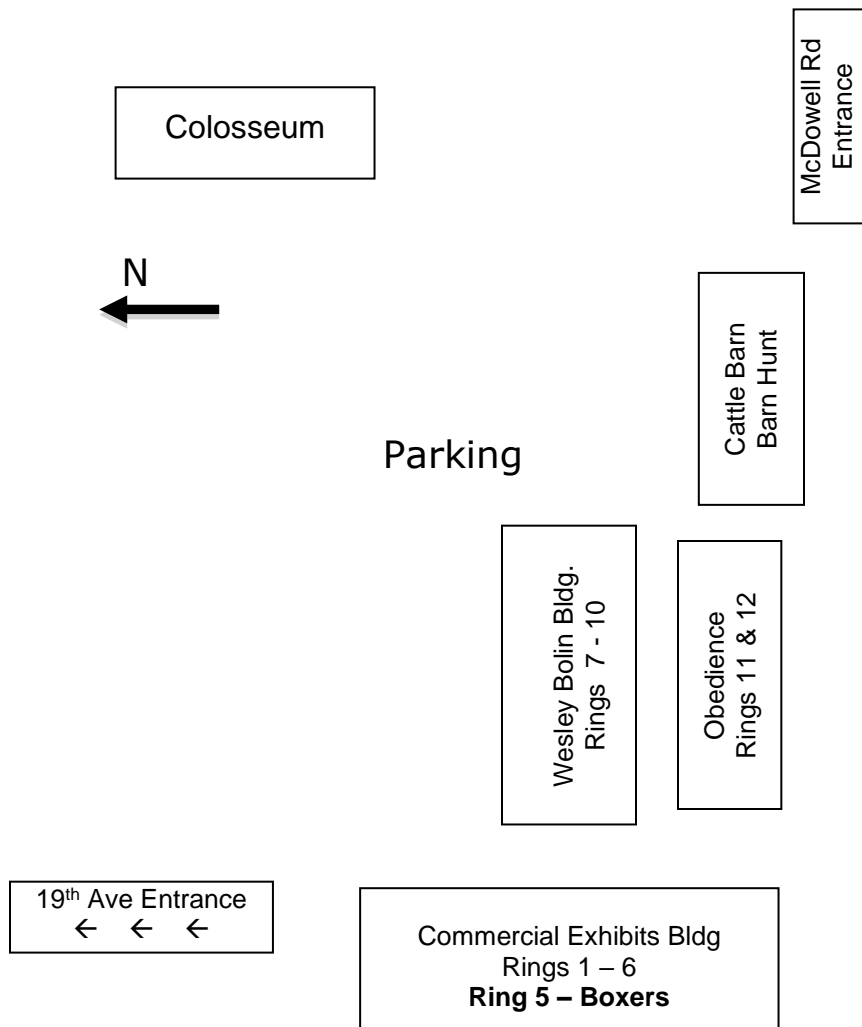 McDowell Rd
Entrance
Colosseum
N
Cattle Barn
Barn Hunt
Parking
Wesley Bolin Bldg.
Rings 7 - 10
Obedience
Rings 11 & 12
19th Ave Entrance
← ← ←
Commercial Exhibits Bldg
Rings 1 – 6
Ring 5 – Boxers